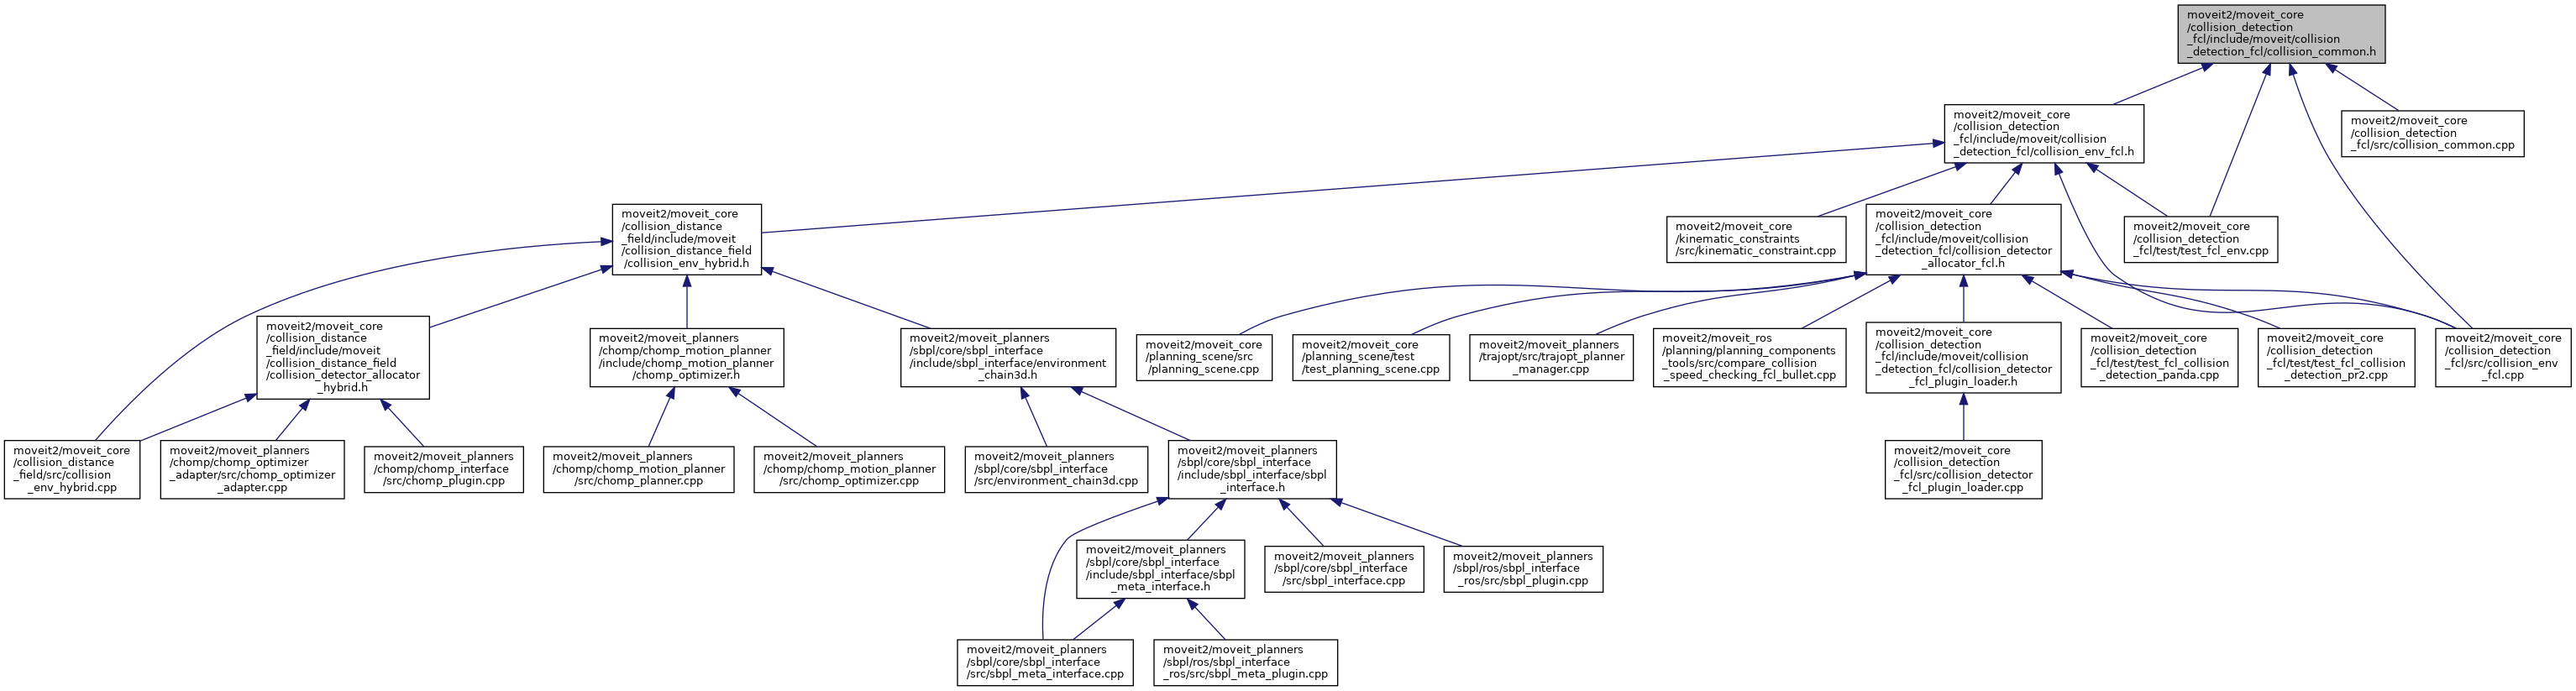 moveit2/moveit_core
/collision_detection
_fcl/include/moveit/collision
_detection_fcl/collision_common.h
moveit2/moveit_core
/collision_detection
_fcl/include/moveit/collision
_detection_fcl/collision_env_fcl.h
moveit2/moveit_core
/collision_detection
_fcl/src/collision_common.cpp
moveit2/moveit_core
/collision_distance
_field/include/moveit
/collision_distance_field
/collision_env_hybrid.h
moveit2/moveit_core
/kinematic_constraints
/src/kinematic_constraint.cpp
moveit2/moveit_core
/collision_detection
_fcl/include/moveit/collision
_detection_fcl/collision_detector
_allocator_fcl.h
moveit2/moveit_core
/collision_detection
_fcl/test/test_fcl_env.cpp
moveit2/moveit_core
/collision_distance
_field/include/moveit
/collision_distance_field
/collision_detector_allocator
_hybrid.h
moveit2/moveit_planners
/chomp/chomp_motion_planner
/include/chomp_motion_planner
/chomp_optimizer.h
moveit2/moveit_planners
/sbpl/core/sbpl_interface
/include/sbpl_interface/environment
_chain3d.h
moveit2/moveit_core
/planning_scene/src
/planning_scene.cpp
moveit2/moveit_core
/planning_scene/test
/test_planning_scene.cpp
moveit2/moveit_planners
/trajopt/src/trajopt_planner
_manager.cpp
moveit2/moveit_ros
/planning/planning_components
_tools/src/compare_collision
_speed_checking_fcl_bullet.cpp
moveit2/moveit_core
/collision_detection
_fcl/include/moveit/collision
_detection_fcl/collision_detector
_fcl_plugin_loader.h
moveit2/moveit_core
/collision_detection
_fcl/test/test_fcl_collision
_detection_panda.cpp
moveit2/moveit_core
/collision_detection
_fcl/test/test_fcl_collision
_detection_pr2.cpp
moveit2/moveit_core
/collision_detection
_fcl/src/collision_env
_fcl.cpp
moveit2/moveit_core
/collision_distance
_field/src/collision
_env_hybrid.cpp
moveit2/moveit_planners
/chomp/chomp_optimizer
_adapter/src/chomp_optimizer
_adapter.cpp
moveit2/moveit_planners
/chomp/chomp_interface
/src/chomp_plugin.cpp
moveit2/moveit_planners
/chomp/chomp_motion_planner
/src/chomp_planner.cpp
moveit2/moveit_planners
/chomp/chomp_motion_planner
/src/chomp_optimizer.cpp
moveit2/moveit_planners
/sbpl/core/sbpl_interface
/src/environment_chain3d.cpp
moveit2/moveit_planners
/sbpl/core/sbpl_interface
/include/sbpl_interface/sbpl
_interface.h
moveit2/moveit_core
/collision_detection
_fcl/src/collision_detector
_fcl_plugin_loader.cpp
moveit2/moveit_planners
/sbpl/core/sbpl_interface
/include/sbpl_interface/sbpl
_meta_interface.h
moveit2/moveit_planners
/sbpl/core/sbpl_interface
/src/sbpl_interface.cpp
moveit2/moveit_planners
/sbpl/ros/sbpl_interface
_ros/src/sbpl_plugin.cpp
moveit2/moveit_planners
/sbpl/core/sbpl_interface
/src/sbpl_meta_interface.cpp
moveit2/moveit_planners
/sbpl/ros/sbpl_interface
_ros/src/sbpl_meta_plugin.cpp